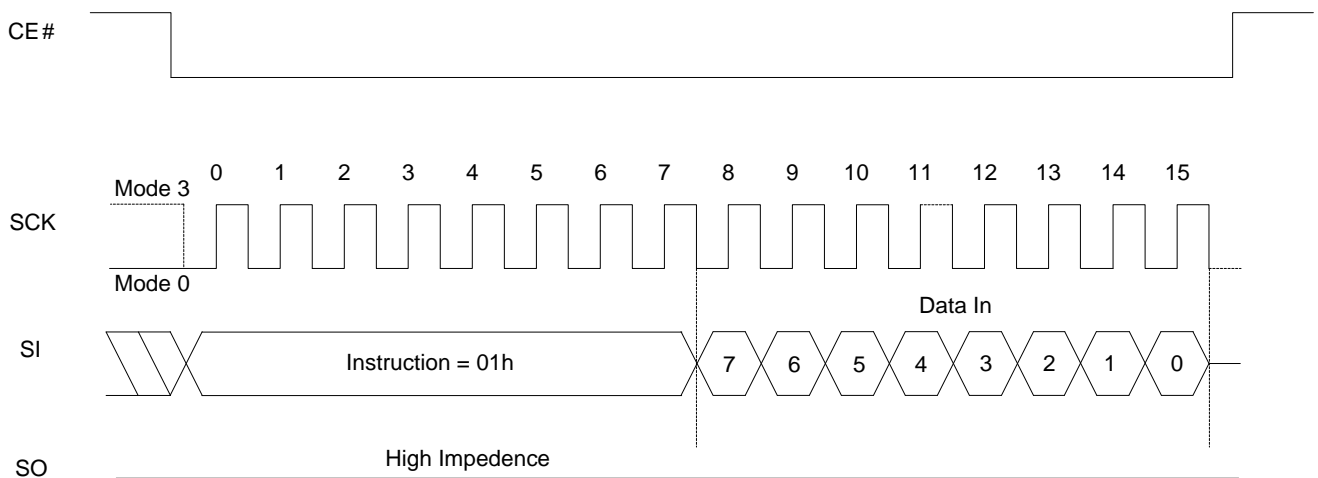 CE#
0 1 2 3 4 5 6 7 8 9 10 11 12 13 14 15
Mode 3
SCK
Mode 0
Data In
SI
Instruction = 01h
7 6 5 4 3 2 1 0
High Impedence
SO